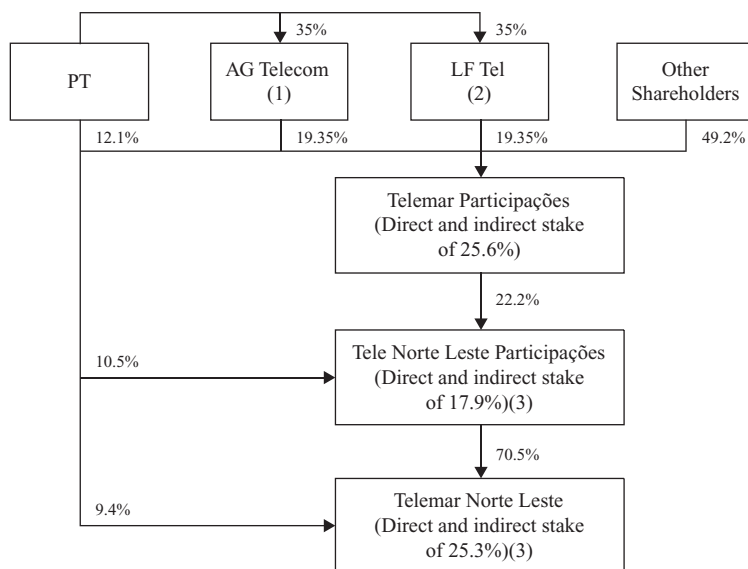 35%
35%
PT
AG Telecom
(1)
LF Tel
(2)
Other
Shareholders
12.1%
19.35%
19.35%
49.2%
Telemar Participações
(Direct and indirect stake
of 25.6%)
22.2%
10.5%
Tele Norte Leste Participações
(Direct and indirect stake
of 17.9%)(3)
70.5%
9.4%
Telemar Norte Leste
(Direct and indirect stake
of 25.3%)(3)